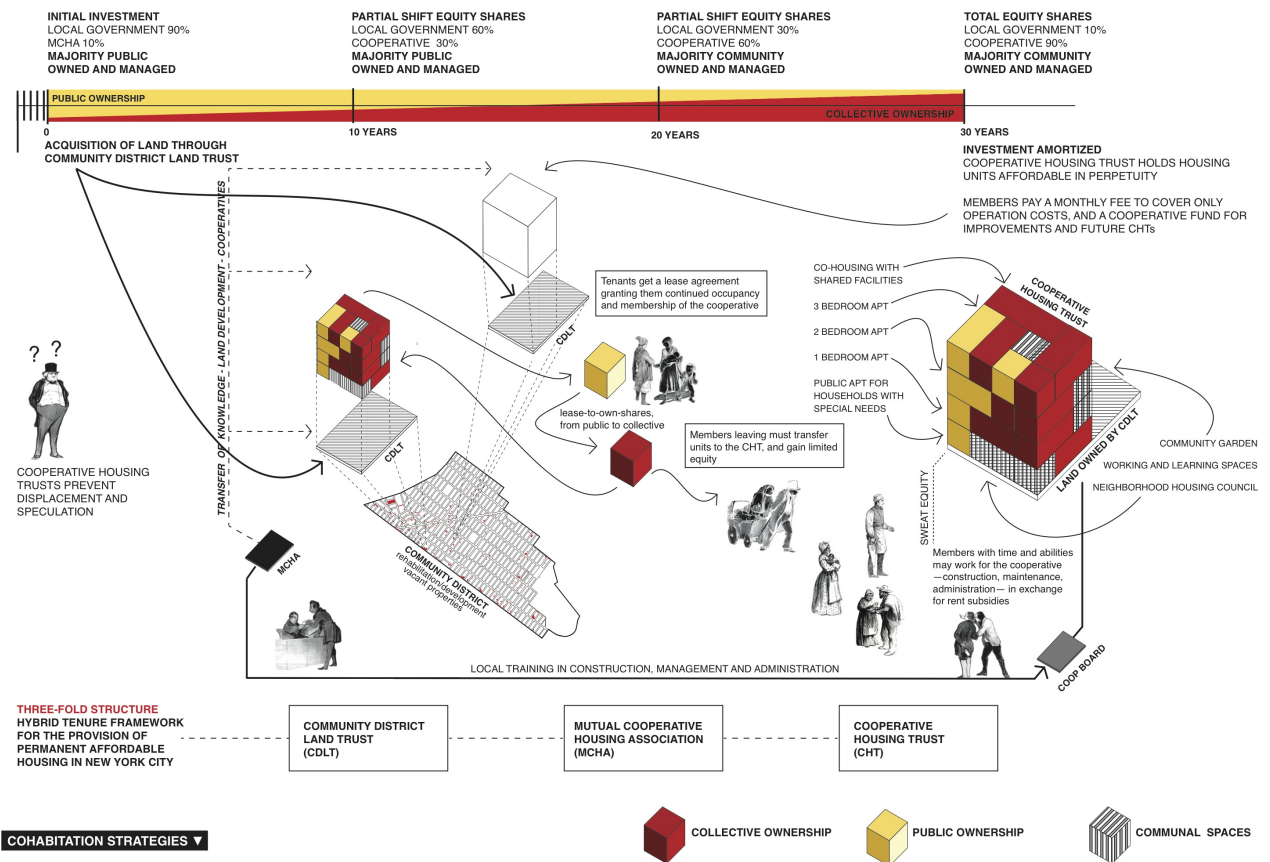 INITIAL INVESTMENT
LOCAL GOVERNMENT 90%
MCHA 10%
MAJORITY PUBLIC
OWNED AND MANAGED
PARTIAL SHIFT EQUITY SHARES
LOCAL GOVERNMENT 60%
COOPERATIVE 30%
MAJORITY PUBLIC
OWNED AND MANAGED
PARTIAL SHIFT EQUITY SHARES
LOCAL GOVERNMENT 30%
COOPERATIVE 60%
MAJORITY COMMUNITY
OWNED AND MANAGED
TOTAL EQUITY SHARES
LOCAL GOVERNMENT 10%
COOPERATIVE 90%
MAJORITY COMMUNITY
OWNED AND MANAGED
PUBLIC OWNERSHIP
COLLECTIVE OWNERSHIP
0
10 YEARS
20 YEARS
30 YEARS
ACQUISITION OF LAND THROUGH
COMMUNITY DISTRICT LAND TRUST
INVESTMENT AMORTIZED
COOPERATIVE HOUSING TRUST HOLDS HOUSING
UNITS AFFORDABLE IN PERPETUITY
MEMBERS PAY A MONTHLY FEE TO COVER ONLY
OPERATION COSTS, AND A COOPERATIVE FUND FOR
IMPROVEMENTS AND FUTURE CHTs
TRANSFER OF KNOWLEDGE - LAND DEVELOPMENT - COOPERATIVES
CDLT
Tenants get a lease agreement
granting them continued occupancy
and membership of the cooperative
CO-HOUSING WITH
SHARED FACILITIES
3 BEDROOM APT
2 BEDROOM APT
1 BEDROOM APT
PUBLIC APT FOR
HOUSEHOLDS WITH
SPECIAL NEEDS
COOPERATIVE
HOUSING TRUST
LAND OWNED BY CDLT
COMMUNITY GARDEN
WORKING AND LEARNING SPACES
NEIGHBORHOOD HOUSING COUNCIL
? ?
COOPERATIVE HOUSING
TRUSTS PREVENT
DISPLACEMENT AND
SPECULATION
CDLT
lease-to-own-shares,
from public to collective
Members leaving must transfer
units to the CHT, and gain limited
equity
SWEAT EQUITY
Members with time and abilities
may work for the cooperative
—construction, maintenance,
administration— in exchange
for rent subsidies
MCHA
COMMUNITY DISTRICT
rehabilitation/development
vacant properties
LOCAL TRAINING IN CONSTRUCTION, MANAGEMENT AND ADMINISTRATION
COOP BOARD
THREE-FOLD STRUCTURE
HYBRID TENURE FRAMEWORK
FOR THE PROVISION OF
PERMANENT AFFORDABLE
HOUSING IN NEW YORK CITY
COMMUNITY DISTRICT
LAND TRUST
(CDLT)
MUTUAL COOPERATIVE
HOUSING ASSOCIATION
(MCHA)
COOPERATIVE
HOUSING TRUST
(CHT)
COHABITATION STRATEGIES ▼
COLLECTIVE OWNERSHIP
PUBLIC OWNERSHIP
COMMUNAL SPACES